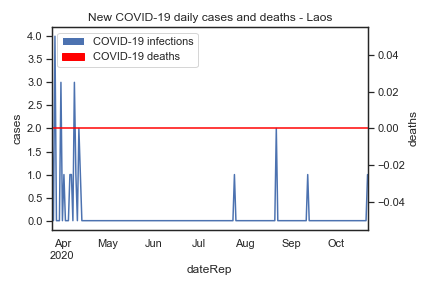 New COVID-19 daily cases and deaths - Laos
COVID-19 infections
COVID-19 deaths
4.0
3.5
3.0
2.5
2.0
1.5
1.0
0.5
0.0
cases
0.04
0.02
0.00
−0.02
−0.04
deaths
Apr May Jun Jul Aug Sep Oct
2020
dateRep